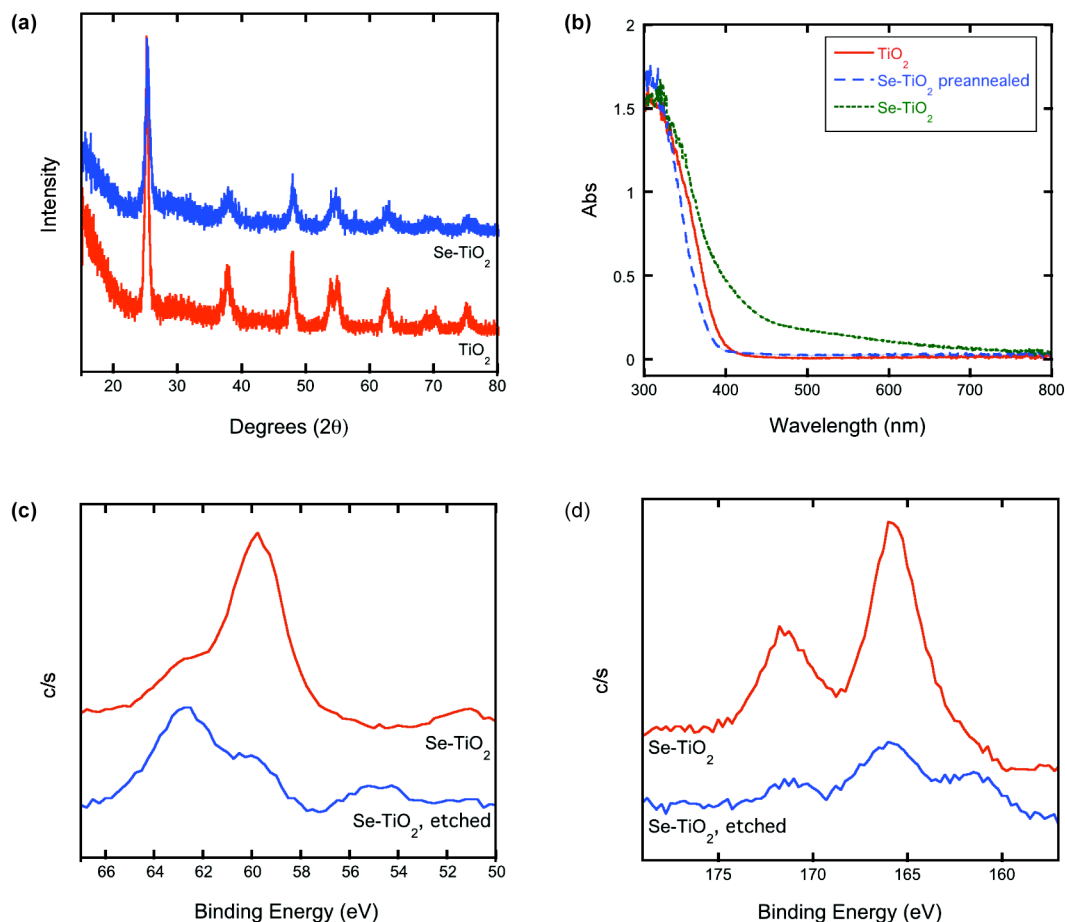 (a)
Intensity
Se-TiO₂
TiO₂
20 30 40 50 60 70 80
Degrees (2θ)
(b)
2
1.5
1
0.5
0
Abs
TiO₂
Se-TiO₂ preannealed
Se-TiO₂
300 400 500 600 700 800
Wavelength (nm)
(c)
c/s
Se-TiO₂
Se-TiO₂, etched
66 64 62 60 58 56 54 52 50
Binding Energy (eV)
(d)
c/s
Se-TiO₂
Se-TiO₂, etched
175 170 165 160
Binding Energy (eV)